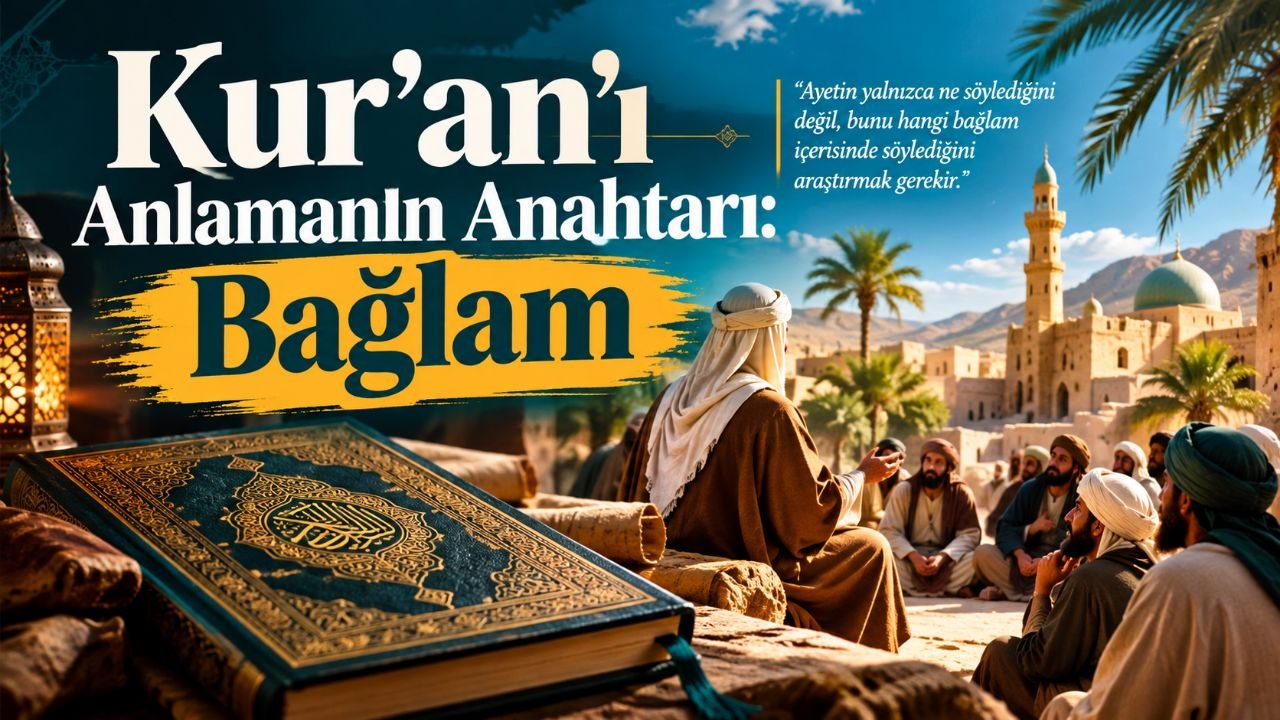 Kur’an’ı
Anlamanın Anahtarı:
Bağlam
“Ayetin yalnızca ne söylediğini
değil, bunu hangi bağlam
içerisinde söylediğini
araştırmak gerekir.”